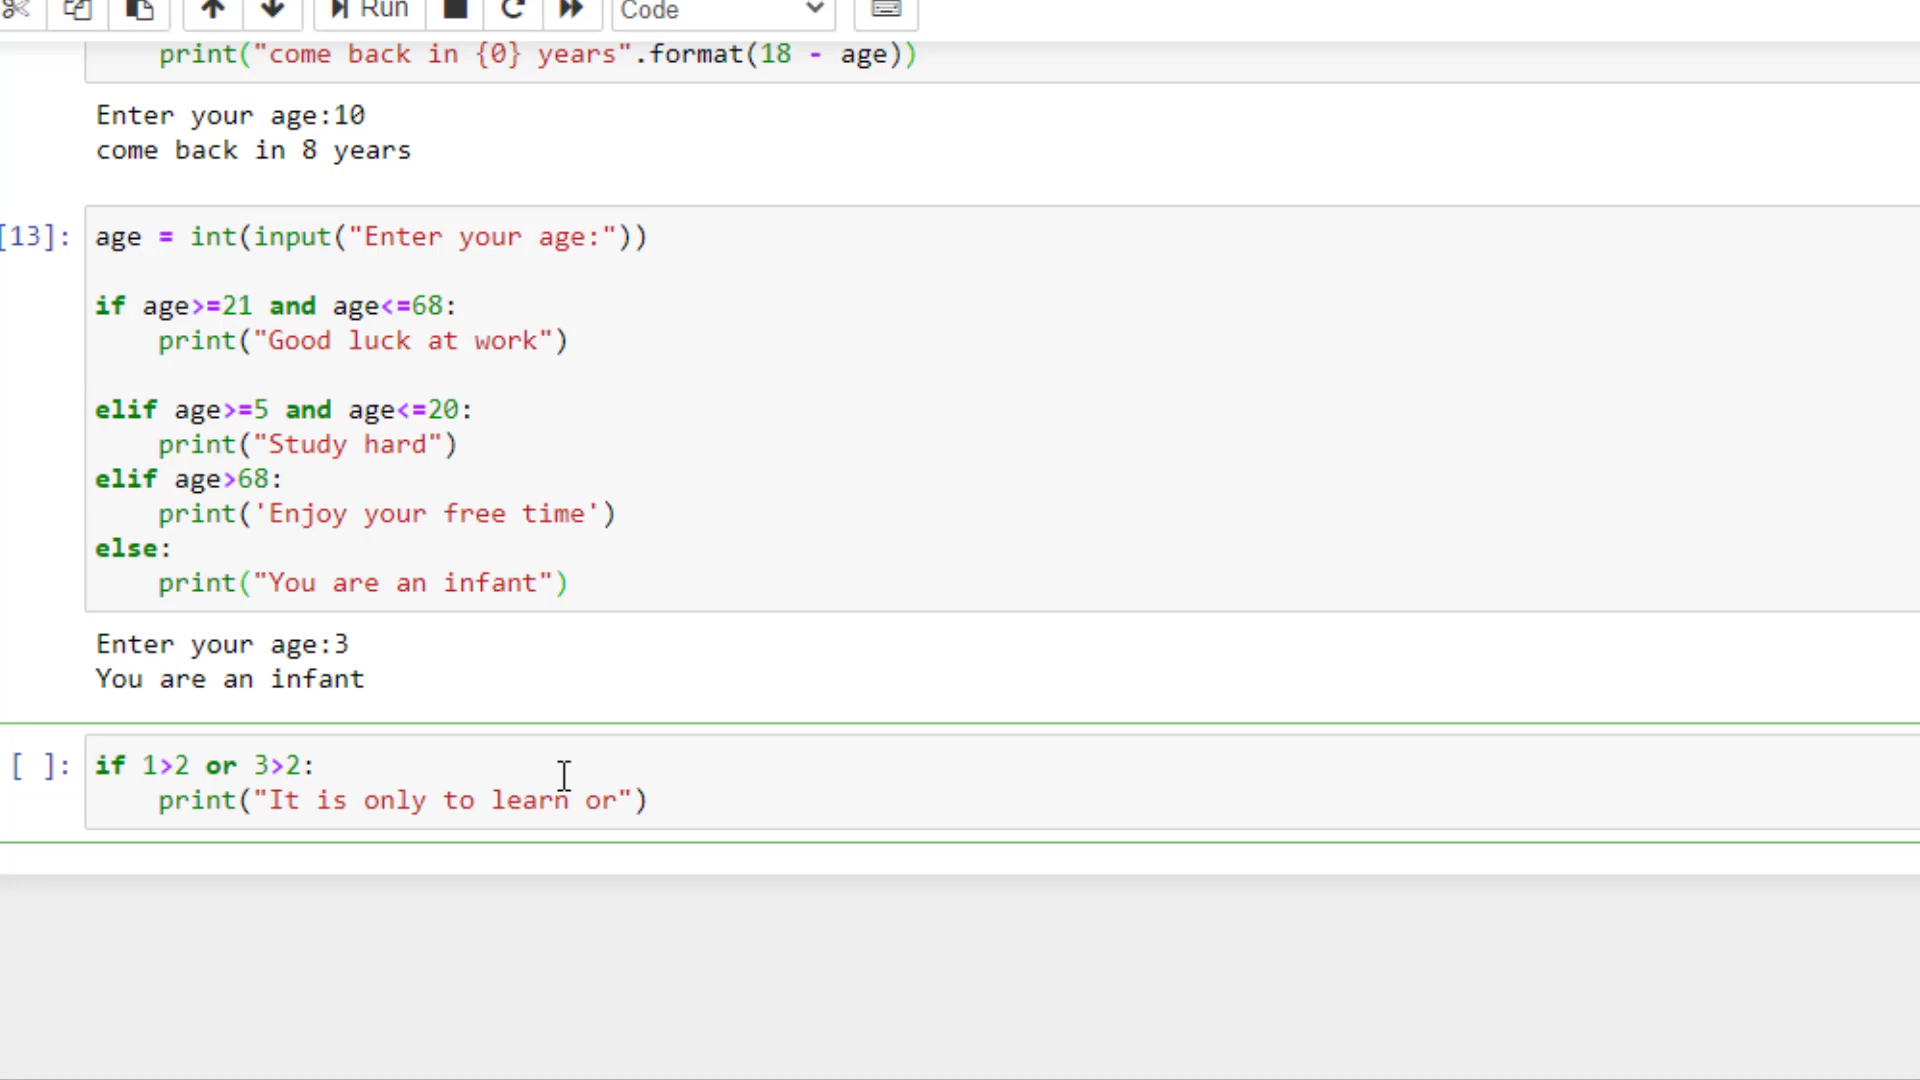 Run Code
print("come back in {0} years".format(18 - age))
Enter your age:10
come back in 8 years
[13]: age = int(input("Enter your age:"))
if age>=21 and age<=68:
print("Good luck at work")
elif age>=5 and age<=20:
print("Study hard")
elif age>68:
print('Enjoy your free time')
else:
print("You are an infant")
Enter your age:3
You are an infant
[ ]: if 1>2 or 3>2:
print("It is only to learn or")